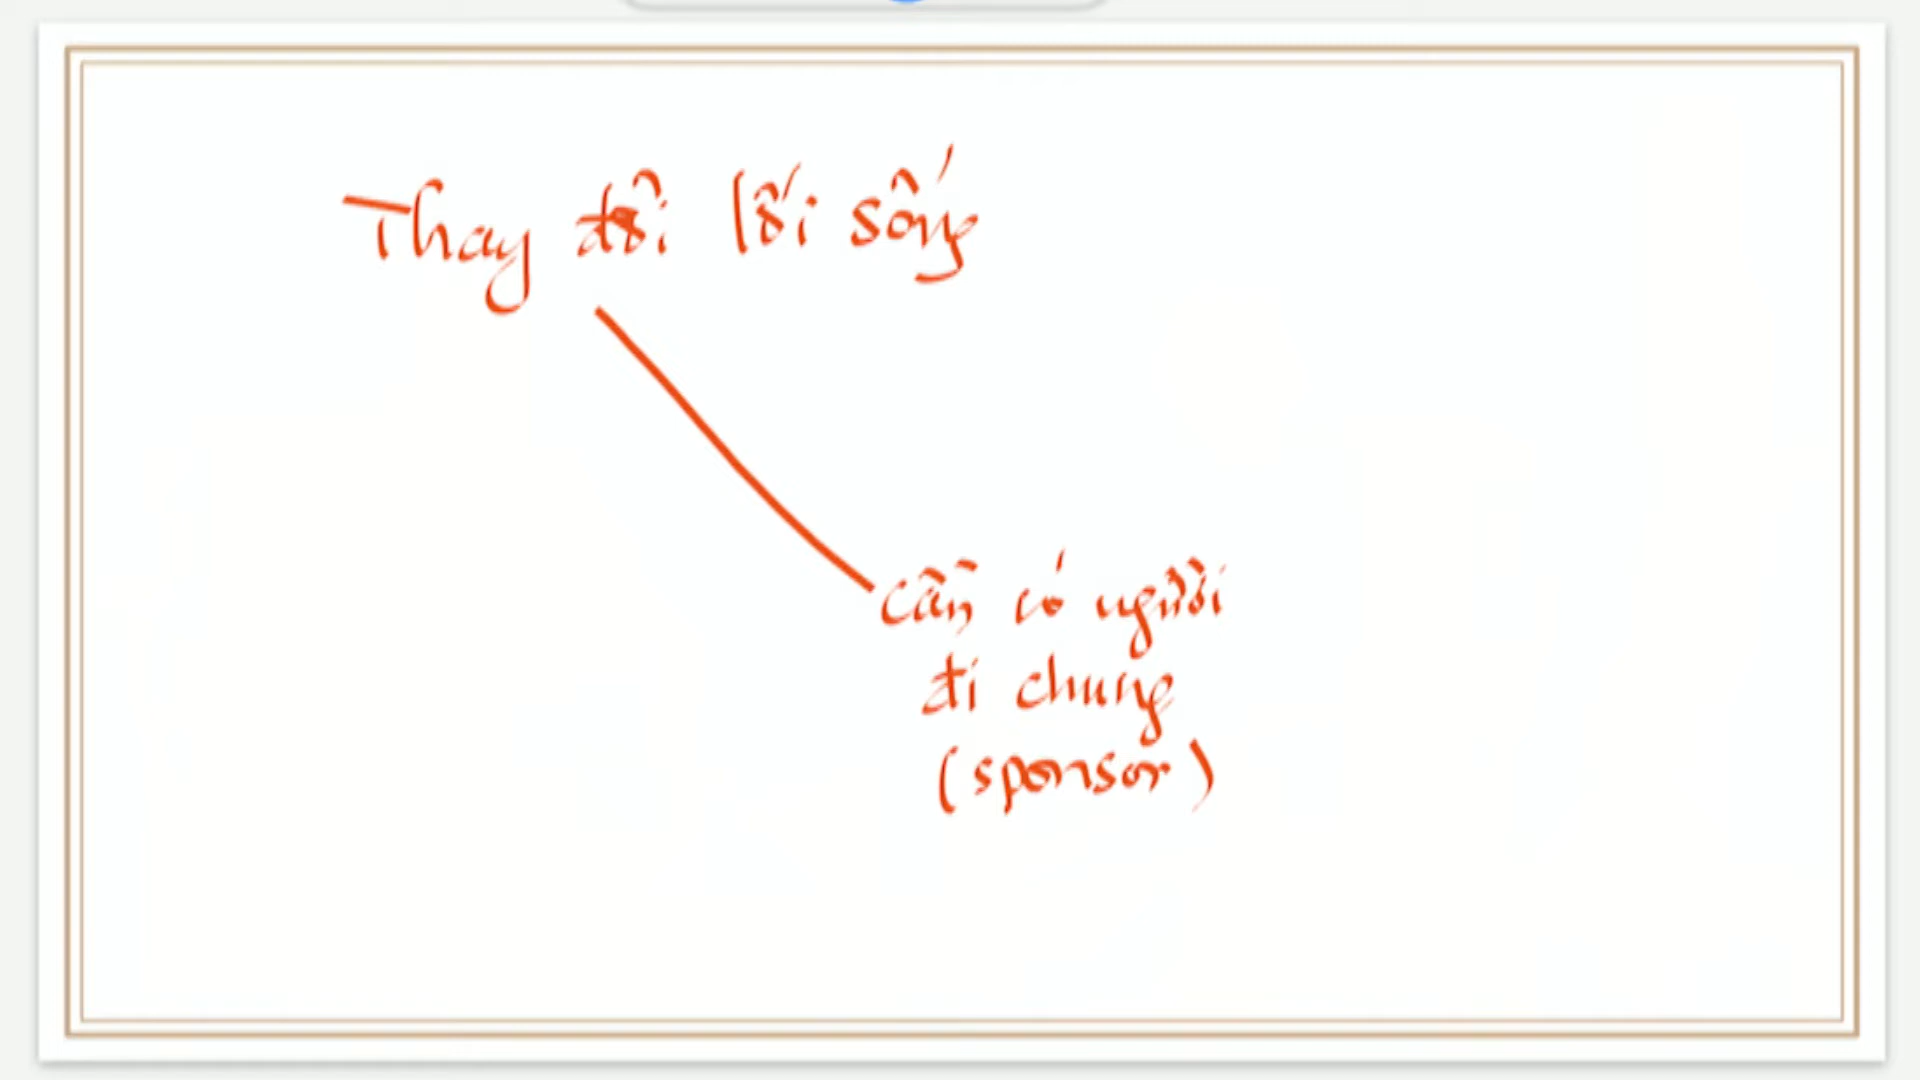 Thay đổi lối sống
Cần có người
đi chung
(sponsor)